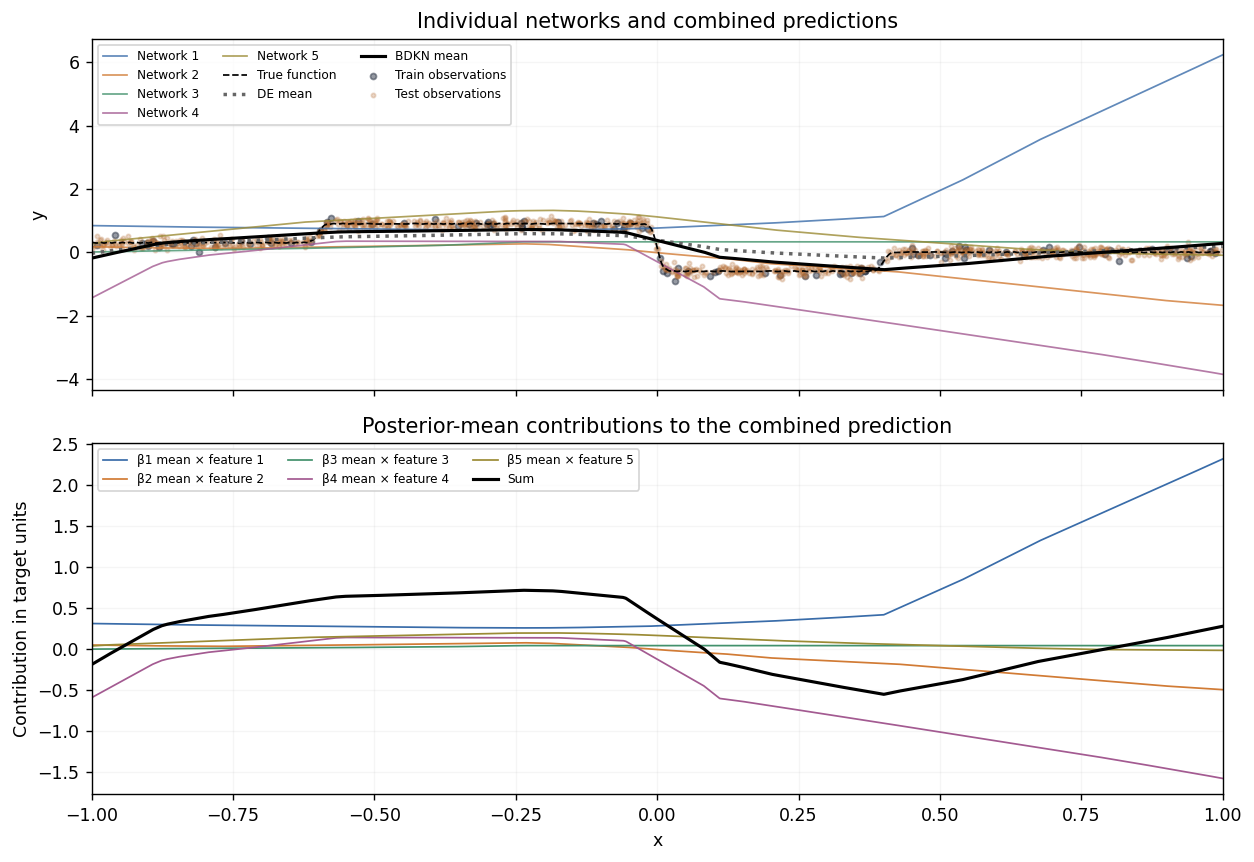 Individual networks and combined predictions
Network 1
Network 2
Network 3
Network 4
Network 5
True function
DE mean
BDKN mean
Train observations
Test observations
y
6
4
2
0
−2
−4
Posterior-mean contributions to the combined prediction
β1 mean × feature 1
β2 mean × feature 2
β3 mean × feature 3
β4 mean × feature 4
β5 mean × feature 5
Sum
Contribution in target units
2.5
2.0
1.5
1.0
0.5
0.0
−0.5
−1.0
−1.5
−1.00
−0.75
−0.50
−0.25
0.00
0.25
0.50
0.75
1.00
x